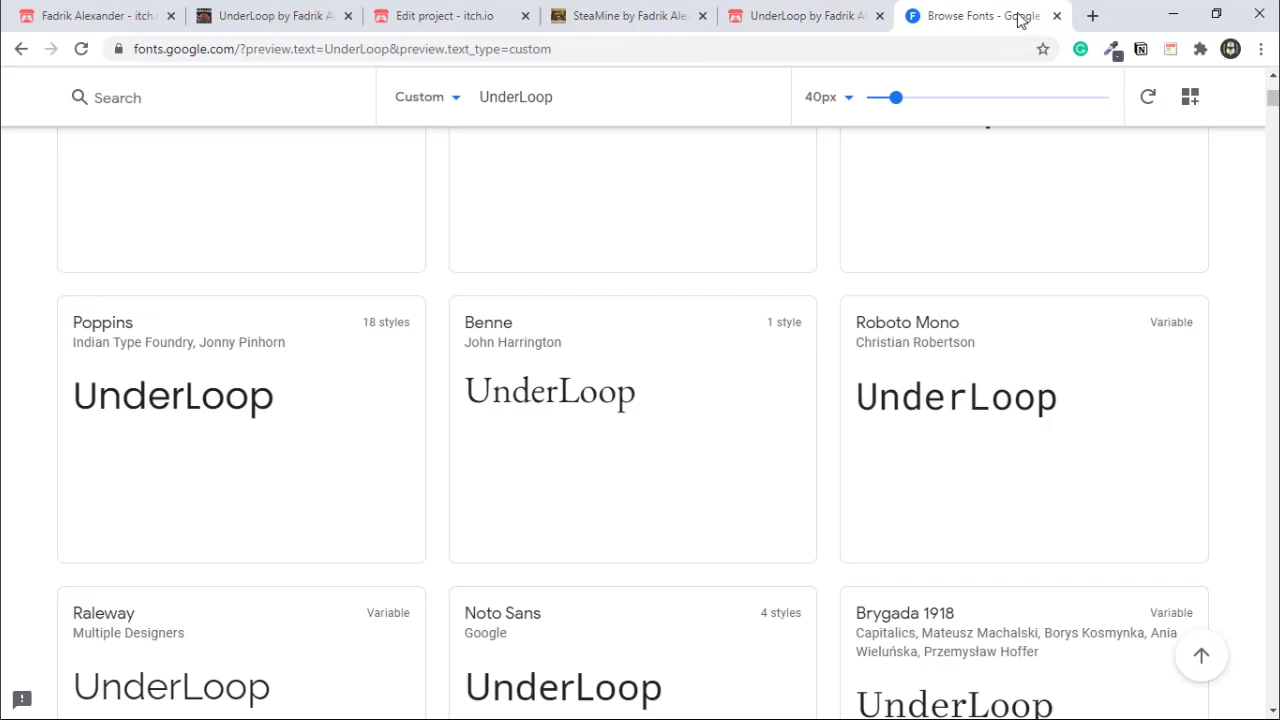 Fadrik Alexander - itch.i
UnderLoop by Fadrik Al
Edit project - itch.io
SteaMine by Fadrik Ale
UnderLoop by Fadrik Al
Browse Fonts - Google
fonts.google.com/?preview.text=UnderLoop&preview.text_type=custom
Search
Custom
UnderLoop
40px
Poppins
18 styles
Indian Type Foundry, Jonny Pinhorn
UnderLoop
Benne
1 style
John Harrington
UnderLoop
Roboto Mono
Variable
Christian Robertson
UnderLoop
Raleway
Variable
Multiple Designers
UnderLoop
Noto Sans
4 styles
Google
UnderLoop
Brygada 1918
Variable
Capitalics, Mateusz Machalski, Borys Kosmynka, Ania
Wieluńska, Przemysław Hoffer
UnderLoop